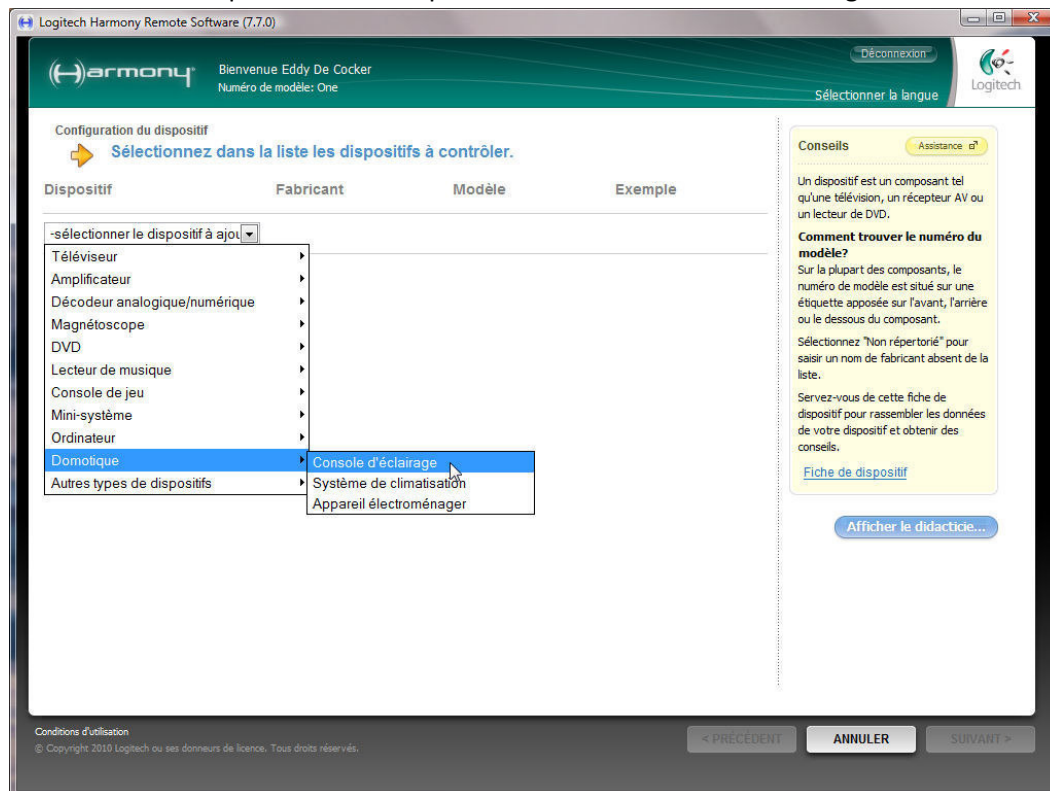 Logitech Harmony Remote Software (7.7.0)
Harmony
Bienvenue Eddy De Cocker
Numéro de modèle: One
Déconnexion
Sélectionner la langue
Logitech
Configuration du dispositif
Sélectionnez dans la liste les dispositifs à contrôler.
Dispositif Fabricant Modèle Exemple
-sélectionner le dispositif à ajou
Téléviseur
Amplificateur
Décodeur analogique/numérique
Magnétoscope
DVD
Lecteur de musique
Console de jeu
Mini-système
Ordinateur
Domotique
Autres types de dispositifs
Console d'éclairage
Système de climatisation
Appareil électroménager
Conseils
Assistance
Un dispositif est un composant tel
qu'une télévision, un récepteur AV ou
un lecteur de DVD.
Comment trouver le numéro du
modèle?
Sur la plupart des composants, le
numéro de modèle est situé sur une
étiquette apposée sur l'avant, l'arrière
ou le dessous du composant.
Sélectionnez "Non répertorié" pour
saisir un nom de fabricant absent de la
liste.
Servez-vous de cette fiche de
dispositif pour rassembler les données
de votre dispositif et obtenir des
conseils.
Fiche de dispositif
Afficher le didacticie...
Conditions d'utilisation
© Copyright 2010 Logitech ou ses donneurs de licence. Tous droits réservés.
< PRÉCÉDENT
ANNULER
SUIVANT >